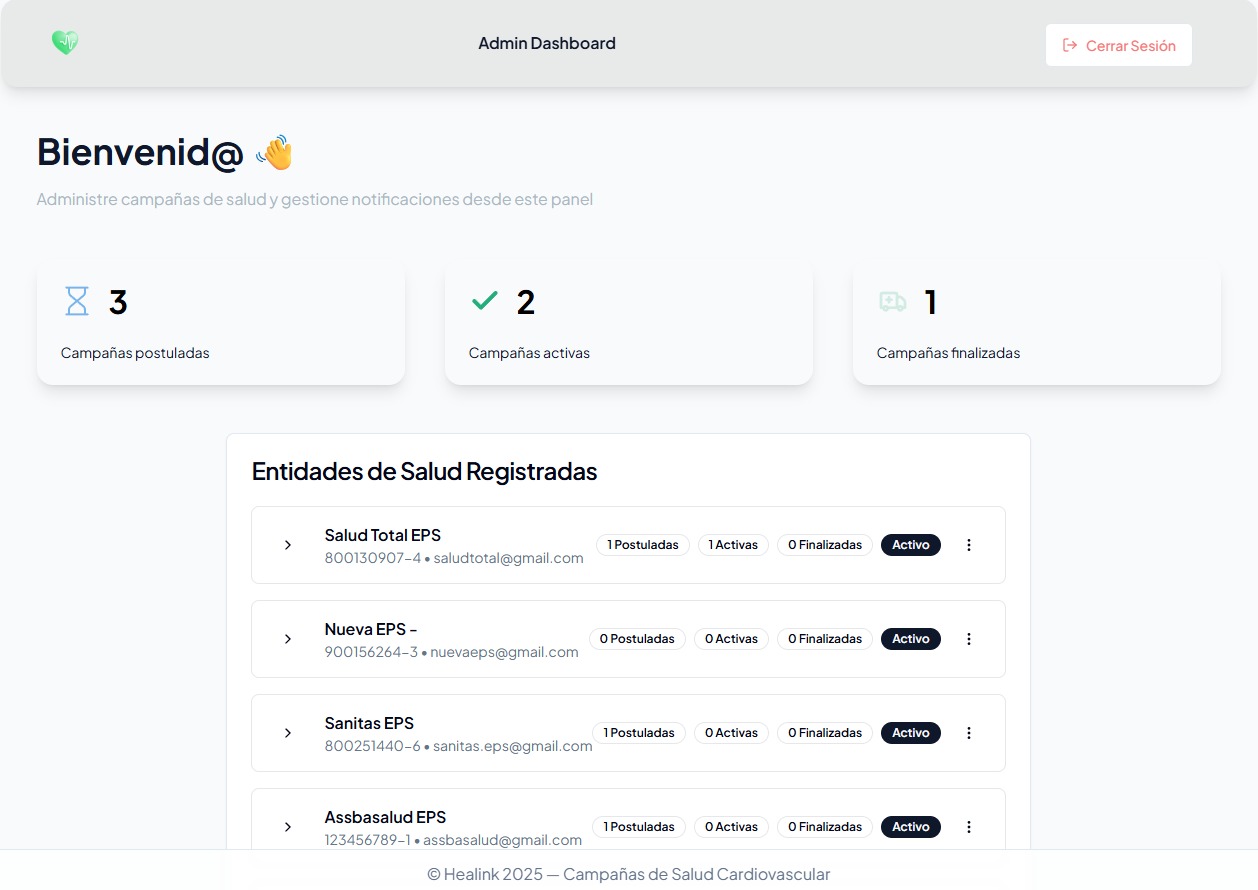 Admin Dashboard
Cerrar Sesión
Bienvenid@ 👋
Administre campañas de salud y gestione notificaciones desde este panel
3
Campañas postuladas
2
Campañas activas
1
Campañas finalizadas
Entidades de Salud Registradas
Salud Total EPS
800130907-4 • saludtotal@gmail.com
1 Postuladas
1 Activas
0 Finalizadas
Activo
Nueva EPS -
900156264-3 • nuevaeps@gmail.com
0 Postuladas
0 Activas
0 Finalizadas
Activo
Sanitas EPS
800251440-6 • sanitas.eps@gmail.com
1 Postuladas
0 Activas
0 Finalizadas
Activo
Assbasalud EPS
123456789-1 • assbasalud@gmail.com
1 Postuladas
0 Activas
0 Finalizadas
Activo
© Healink 2025 — Campañas de Salud Cardiovascular